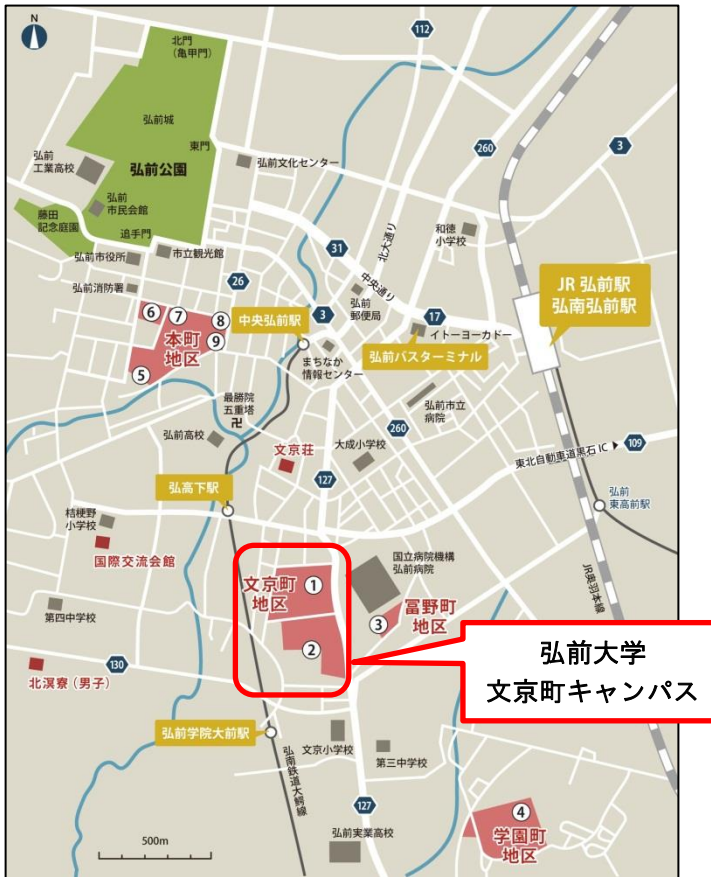 N
北門
(亀甲門)
112
弘前城
東門
260
3
弘前
工業高校
弘前公園
弘前文化センター
弘前
市民会館
藤田
記念庭園
追手門
北大通り
和徳
小学校
弘前市役所
市立観光館
31
26
中央通り
JR 弘前駅
弘南弘前駅
弘前消防署
弘前
郵便局
17
3
⑥
⑦
⑧
中央弘前駅
イトーヨーカドー
本町
地区
⑨
まちなか
情報センター
弘前バスターミナル
⑤
最勝院
五重塔
卍
弘前市立
病院
弘前高校
260
大成小学校
109
文京荘
東北自動車道黒石 IC ▶
127
弘高下駅
弘前
東高前駅
桔梗野
小学校
国際交流会館
国立病院機構
弘前病院
文京町
地区
①
JR奥羽本線
富野町
地区
第四中学校
③
②
弘前大学
文京町キャンパス
130
北溟寮(男子)
弘前学院大前駅
文京小学校
第三中学校
弘南鉄道大鰐線
127
④
学園町
地区
500m
弘前実業高校